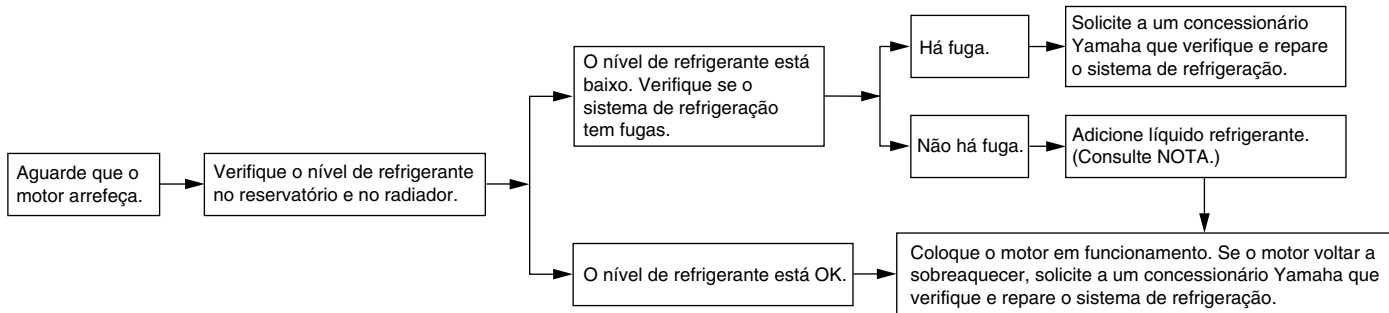 Aguarde que o
motor arrefeça.
Verifique o nível de refrigerante
no reservatório e no radiador.
O nível de refrigerante está
baixo. Verifique se o
sistema de refrigeração
tem fugas.
Há fuga.
Solicite a um concessionário
Yamaha que verifique e repare
o sistema de refrigeração.
Não há fuga.
Adicione líquido refrigerante.
(Consulte NOTA.)
O nível de refrigerante está OK.
Coloque o motor em funcionamento. Se o motor voltar a
sobreaquecer, solicite a um concessionário Yamaha que
verifique e repare o sistema de refrigeração.